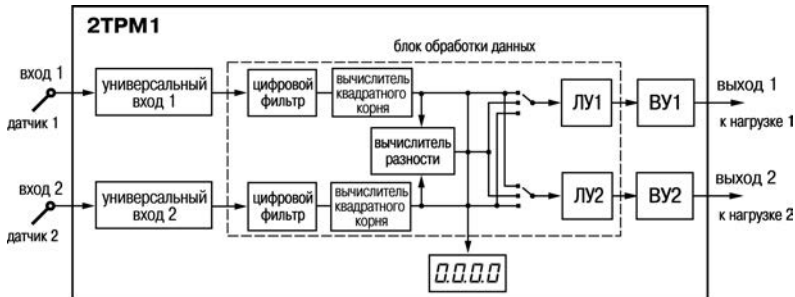 2ТРМ1
блок обработки данных
вход 1
датчик 1
универсальный
вход 1
цифровой
фильтр
вычислитель
квадратного
корня
ЛУ1
ВУ1
выход 1
к нагрузке 1
вычислитель
разности
вход 2
датчик 2
универсальный
вход 2
цифровой
фильтр
вычислитель
квадратного
корня
ЛУ2
ВУ2
выход 2
к нагрузке 2
0.0.0.0